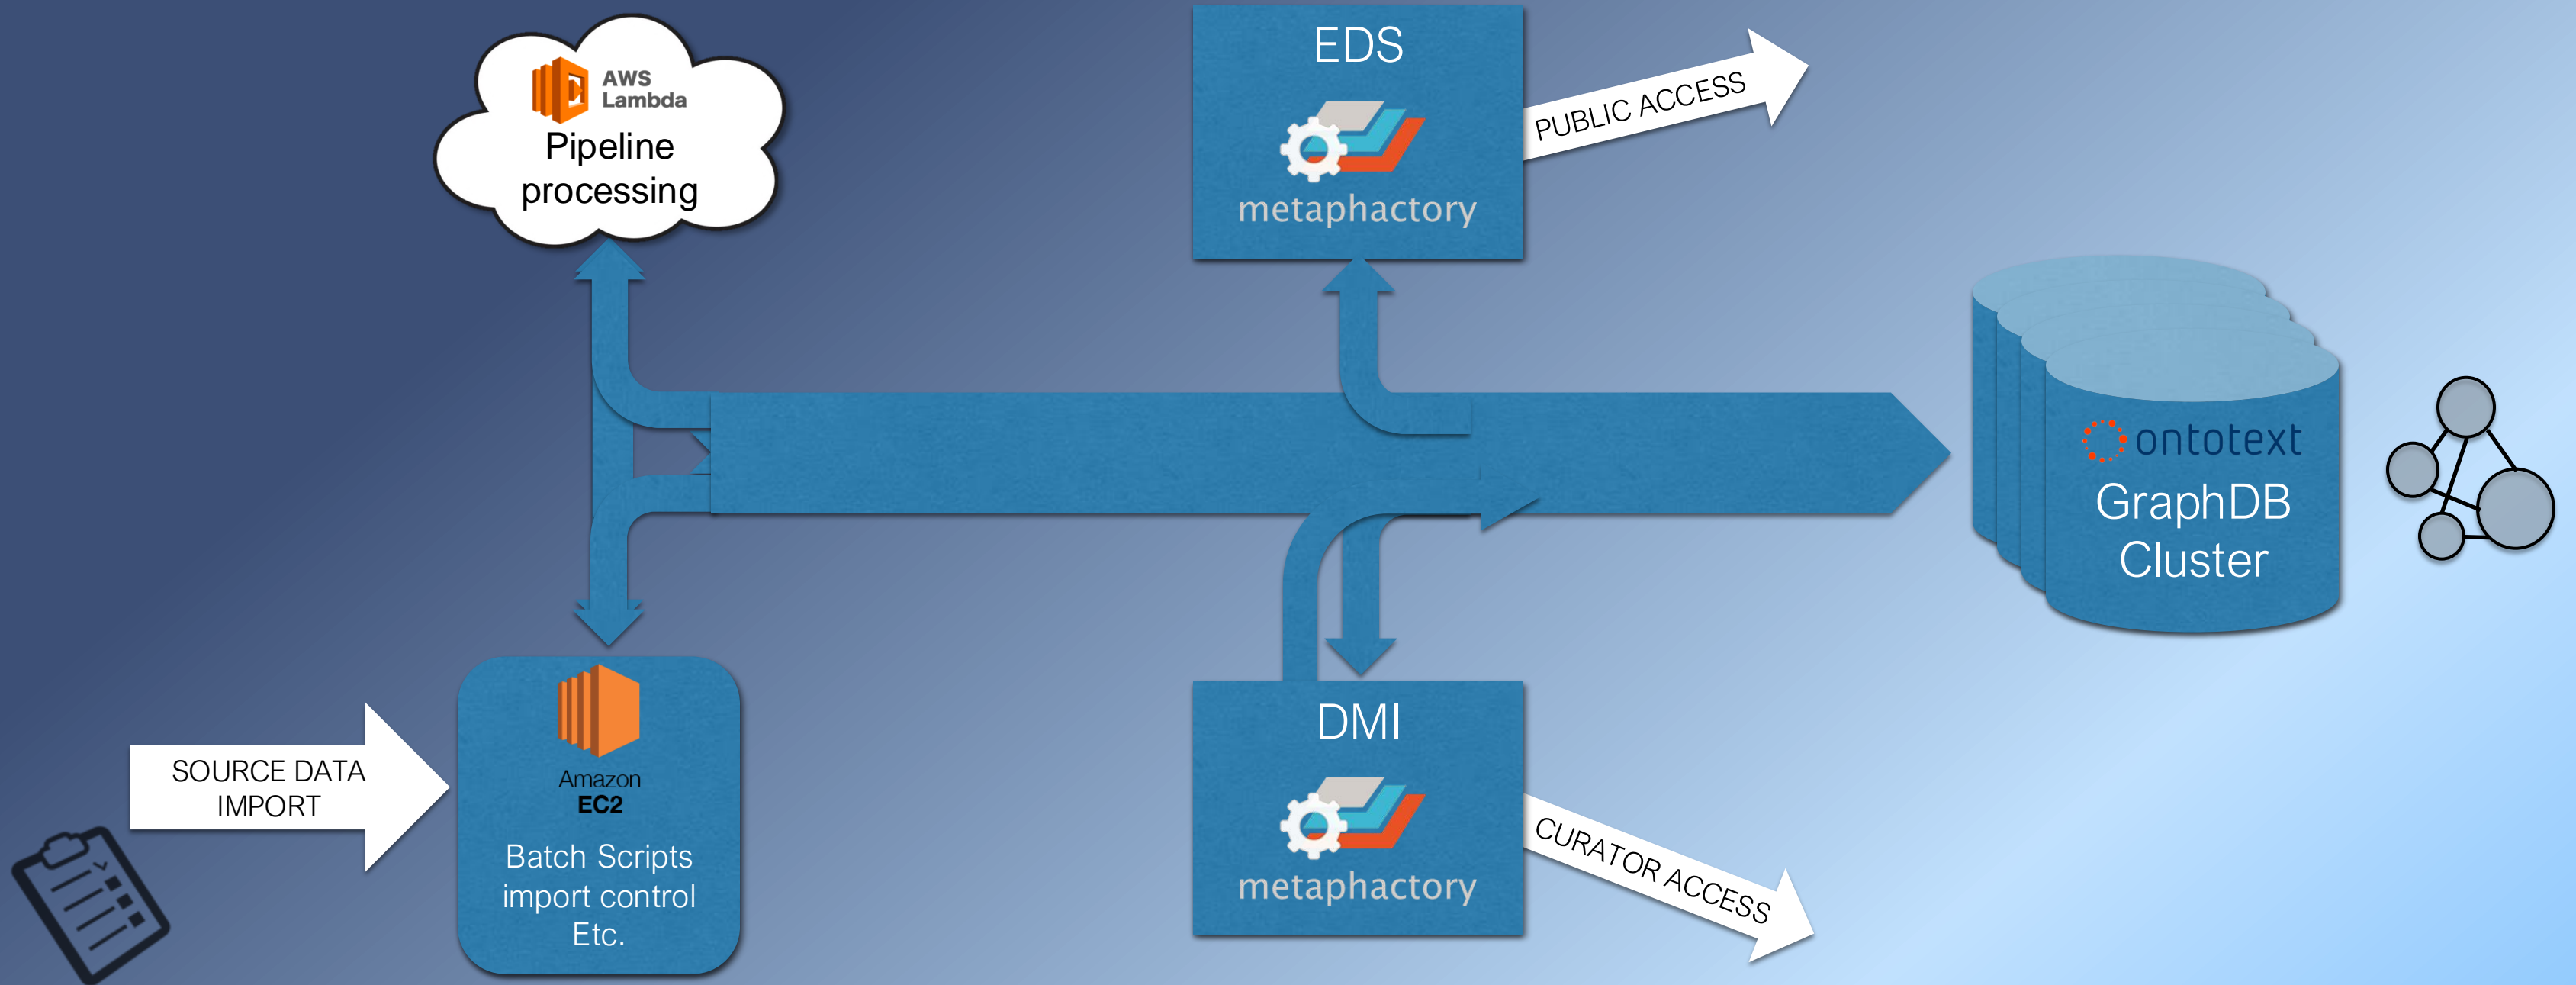 AWS
Lambda
Pipeline
processing
EDS
metaphactory
PUBLIC ACCESS
ontotext
GraphDB
Cluster
SOURCE DATA
IMPORT
Amazon
EC2
Batch Scripts
import control
Etc.
DMI
metaphactory
CURATOR ACCESS